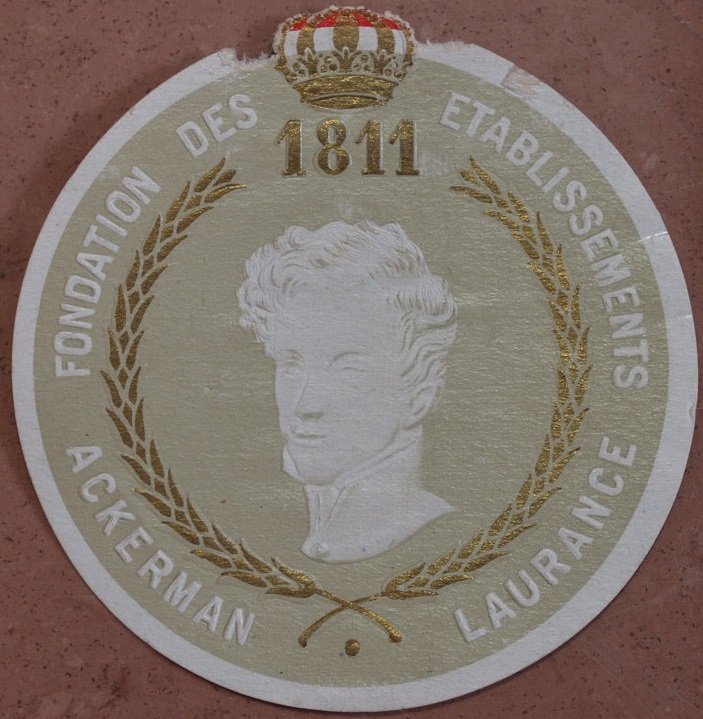 1811
FONDATION DES ETABLISSEMENTS
ACKERMAN LAURANCE